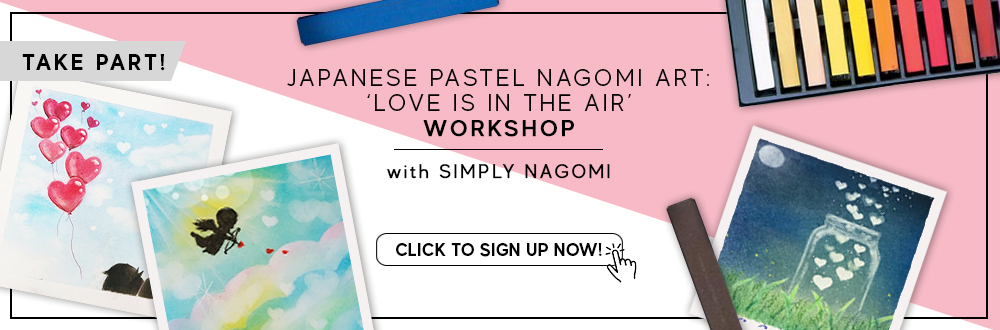 TAKE PART!
JAPANESE PASTEL NAGOMI ART:
‘LOVE IS IN THE AIR’
WORKSHOP
with SIMPLY NAGOMI
CLICK TO SIGN UP NOW!